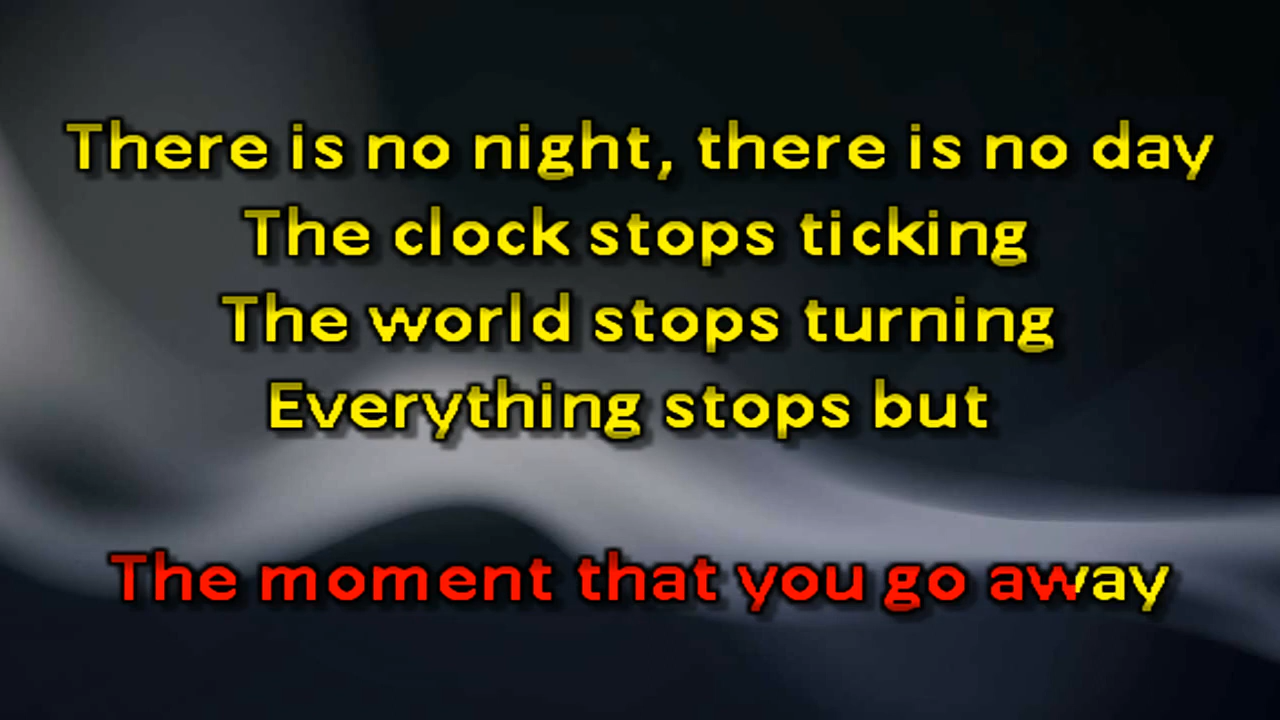 There is no night, there is no day
The clock stops ticking
The world stops turning
Everything stops but
The moment that you go away